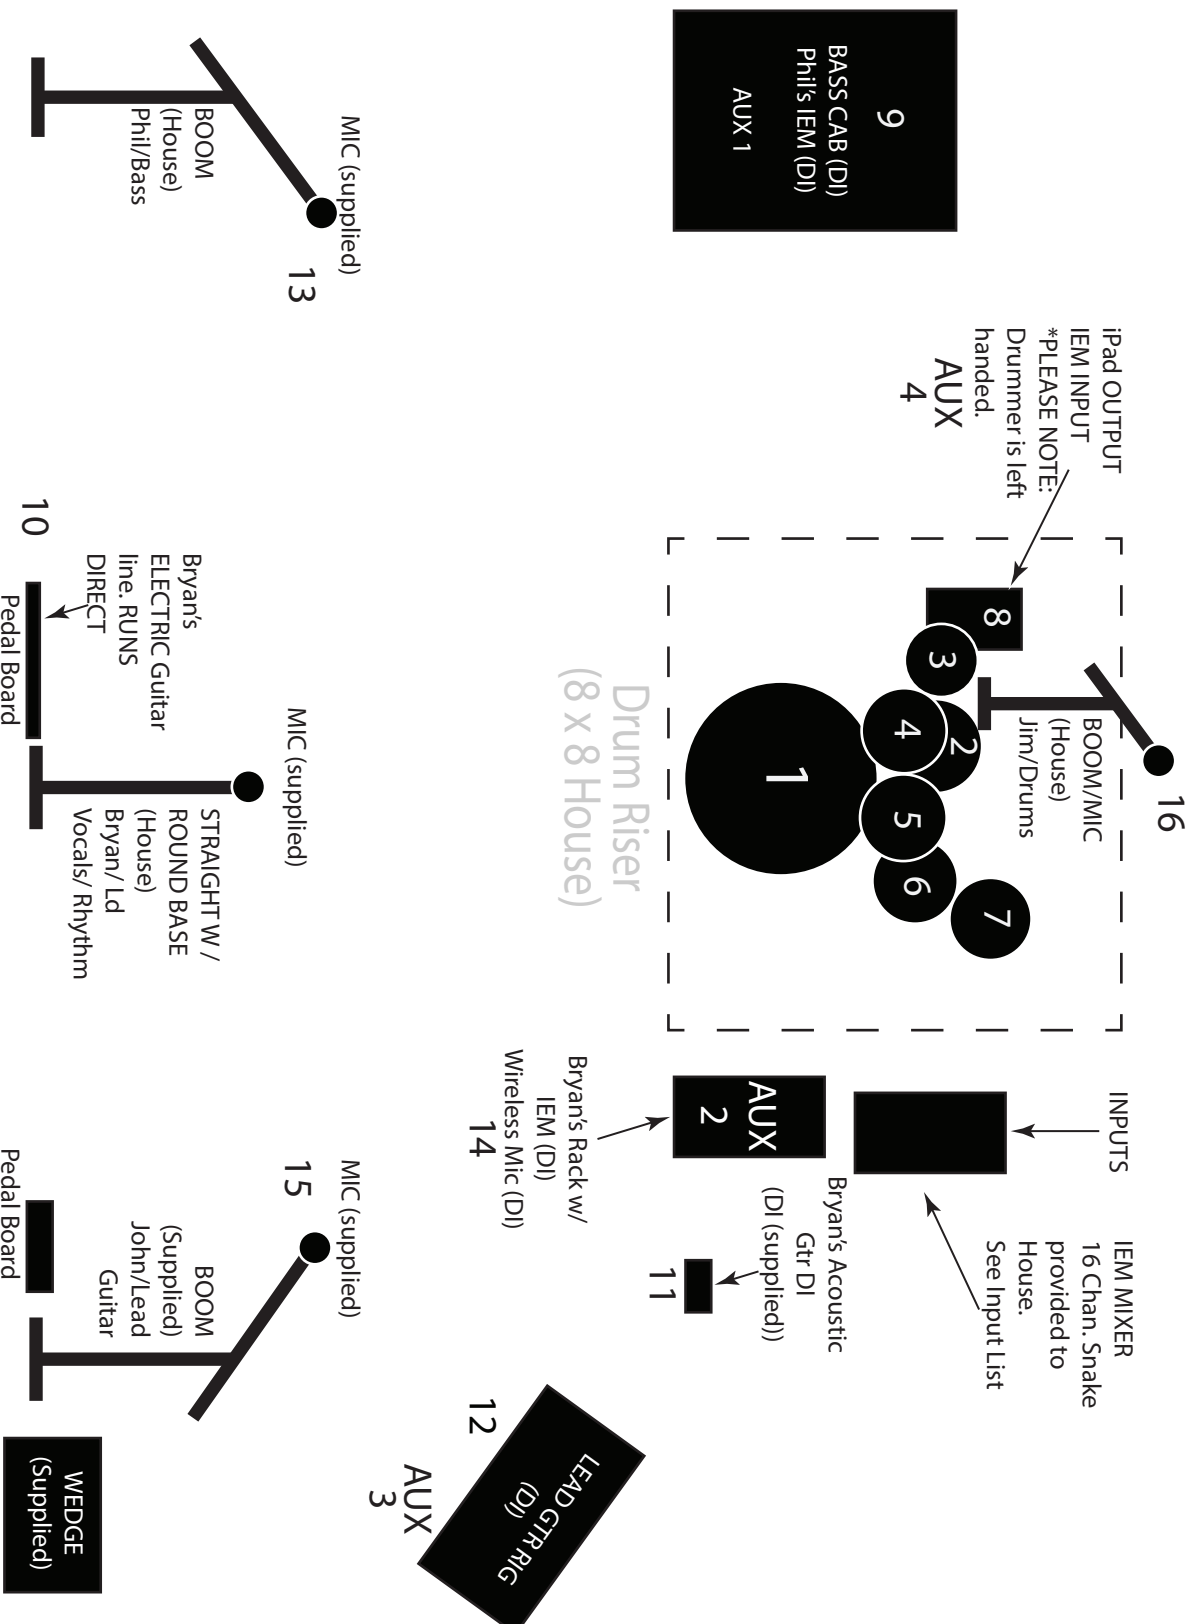 9
BASS CAB (DI)
Phil's IEM (DI)
AUX 1
iPad OUTPUT
IEM INPUT
*PLEASE NOTE:
Drummer is left
handed.
AUX
4
16
BOOM/MIC
(House)
Jim/Drums
8
3
2
4
5
6
7
1
Drum Riser
(8 x 8 House)
INPUTS
IEM MIXER
16 Chan. Snake
provided to
House.
See Input List
AUX
2
Bryan's Rack w/
IEM (DI)
Wireless Mic (DI)
14
Bryan's Acoustic
Gtr DI
(DI (supplied))
11
LEAD GTR RIG
(DI)
12
AUX
3
MIC (supplied)
13
BOOM
(House)
Phil/Bass
MIC (supplied)
STRAIGHT W /
ROUND BASE
(House)
Bryan/ Ld
Vocals/ Rhythm
Bryan's
ELECTRIC Guitar
line. RUNS
DIRECT
10
Pedal Board
MIC (supplied)
15
BOOM
(Supplied)
John/Lead
Guitar
Pedal Board
WEDGE
(Supplied)